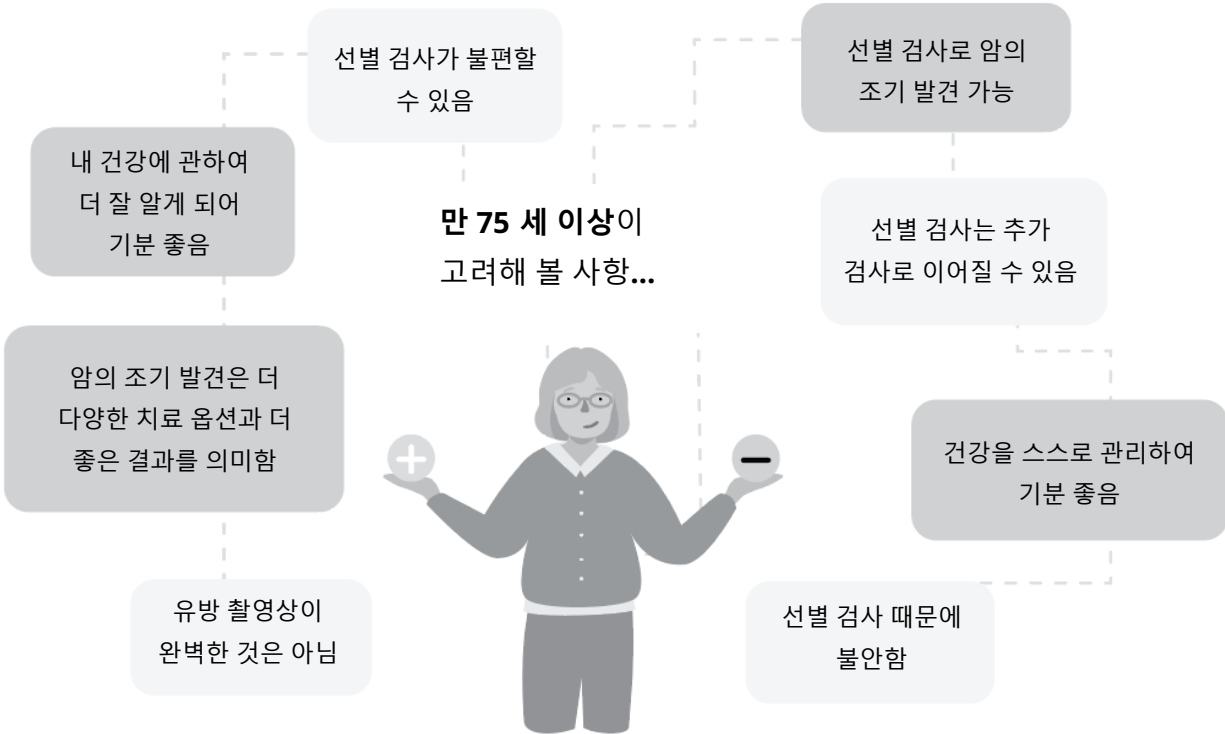 선별 검사가 불편할
수 있음
선별 검사로 암의
조기 발견 가능
내 건강에 관하여
더 잘 알게 되어
기분 좋음
만 75 세 이상이
고려해 볼 사항...
선별 검사는 추가
검사로 이어질 수 있음
암의 조기 발견은 더
다양한 치료 옵션과 더
좋은 결과를 의미함
건강을 스스로 관리하여
기분 좋음
유방 촬영상이
완벽한 것은 아님
선별 검사 때문에
불안함